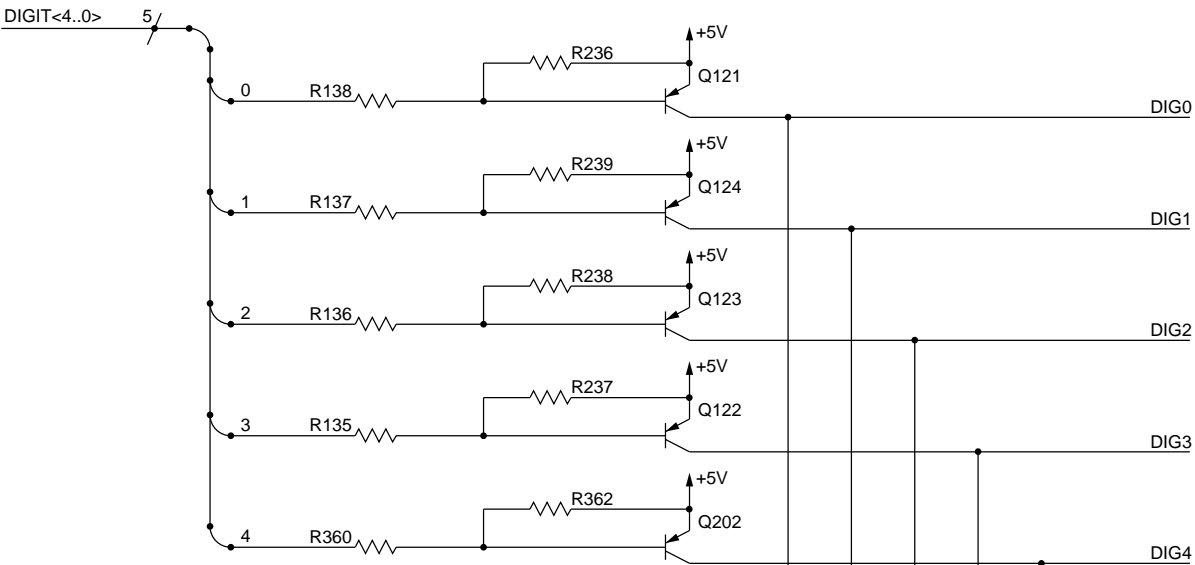 DIGIT<4..0> 5
+5V
R236
Q121
0 R138
DIG0
+5V
R239
Q124
1 R137
DIG1
+5V
R238
Q123
2 R136
DIG2
+5V
R237
Q122
3 R135
DIG3
+5V
R362
Q202
4 R360
DIG4